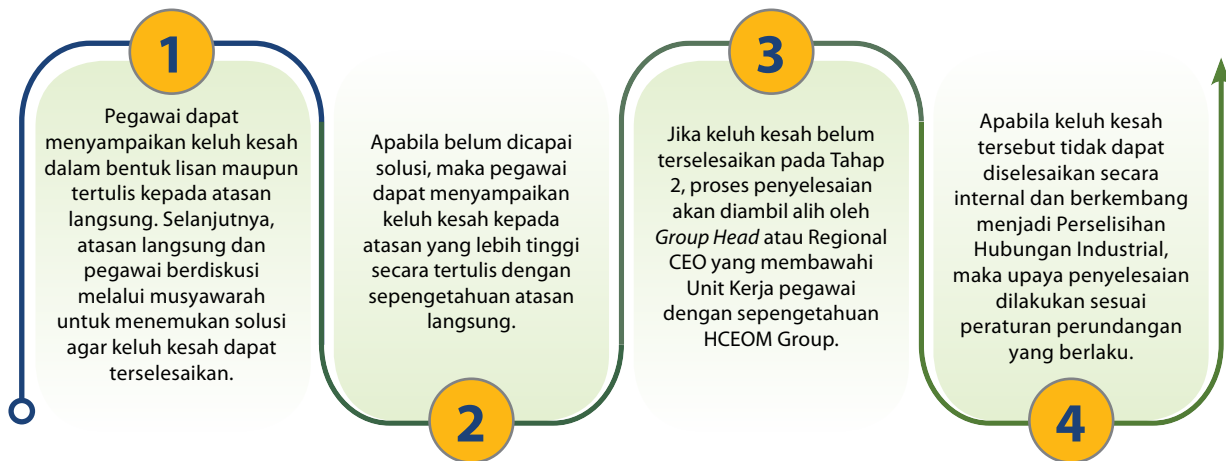 1
Pegawai dapat
menyampaikan keluh kesah
dalam bentuk lisan maupun
tertulis kepada atasan
langsung. Selanjutnya,
atasan langsung dan
pegawai berdiskusi
melalui musyawarah
untuk menemukan solusi
agar keluh kesah dapat
terselesaikan.
2
Apabila belum dicapai
solusi, maka pegawai
dapat menyampaikan
keluh kesah kepada
atasan yang lebih tinggi
secara tertulis dengan
sepengetahuan atasan
langsung.
3
Jika keluh kesah belum
terselesaikan pada Tahap
2, proses penyelesaian
akan diambil alih oleh
Group Head atau Regional
CEO yang membawahi
Unit Kerja pegawai
dengan sepengetahuan
HCEOM Group.
4
Apabila keluh kesah
tersebut tidak dapat
diselesaikan secara
internal dan berkembang
menjadi Perselisihan
Hubungan Industrial,
maka upaya penyelesaian
dilakukan sesuai
peraturan perundangan
yang berlaku.